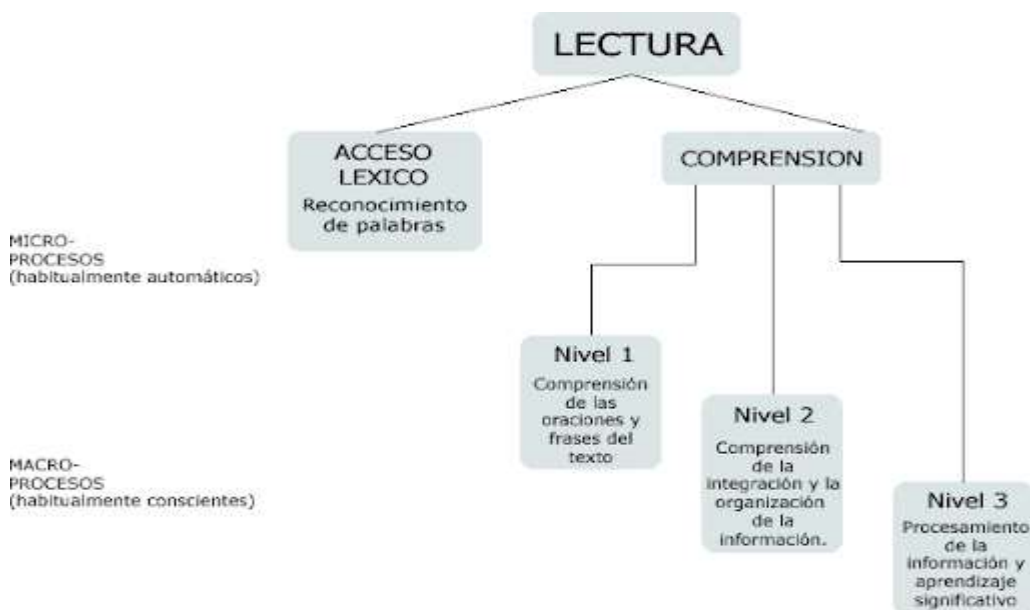 LECTURA
ACCESO
LEXICO
Reconocimiento
de palabras
COMPRENSION
MICRO-
PROCESOS
(habitualmente automáticos)
Nivel 1
Comprensión
de las
oraciones y
frases del
texto
Nivel 2
Comprensión
de la
integración y la
organización
de la
información.
MACRO-
PROCESOS
(habitualmente conscientes)
Nivel 3
Procesamiento
de la
información y
aprendizaje
significativo